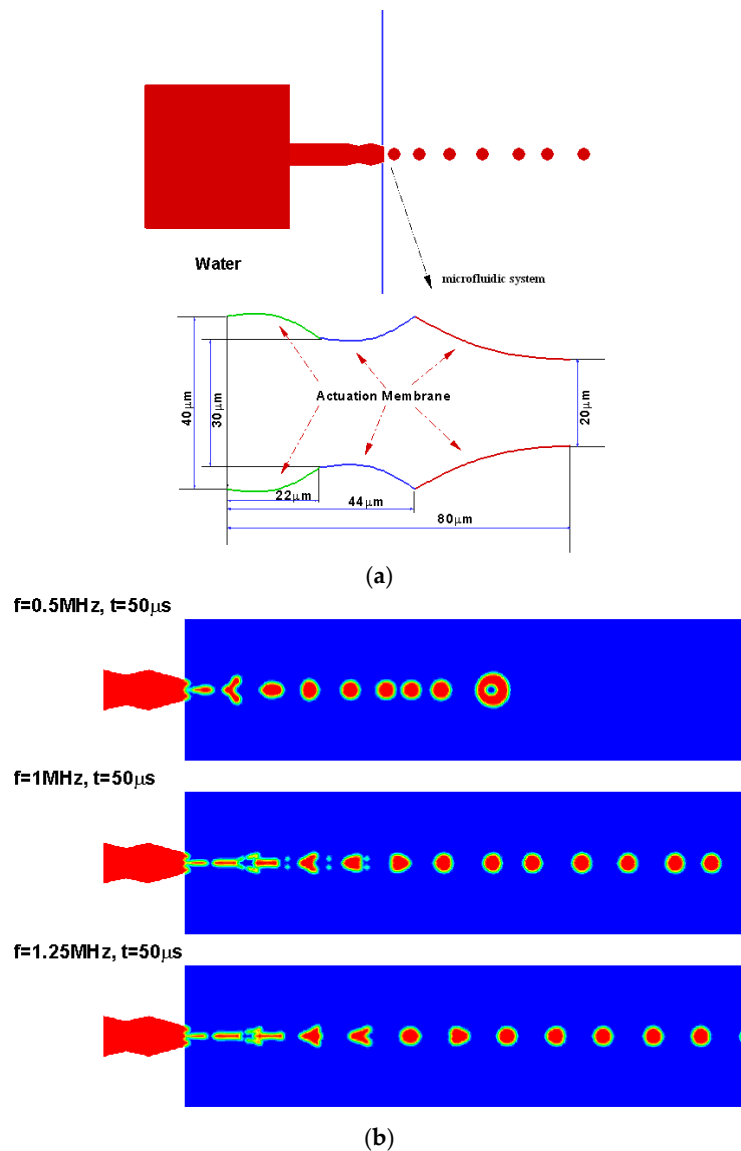 Water
microfluidic system
Actuation Membrane
40μm
30μm
20μm
22μm
44μm
80μm
(a)
f=0.5MHz, t=50μs
f=1MHz, t=50μs
f=1.25MHz, t=50μs
(b)